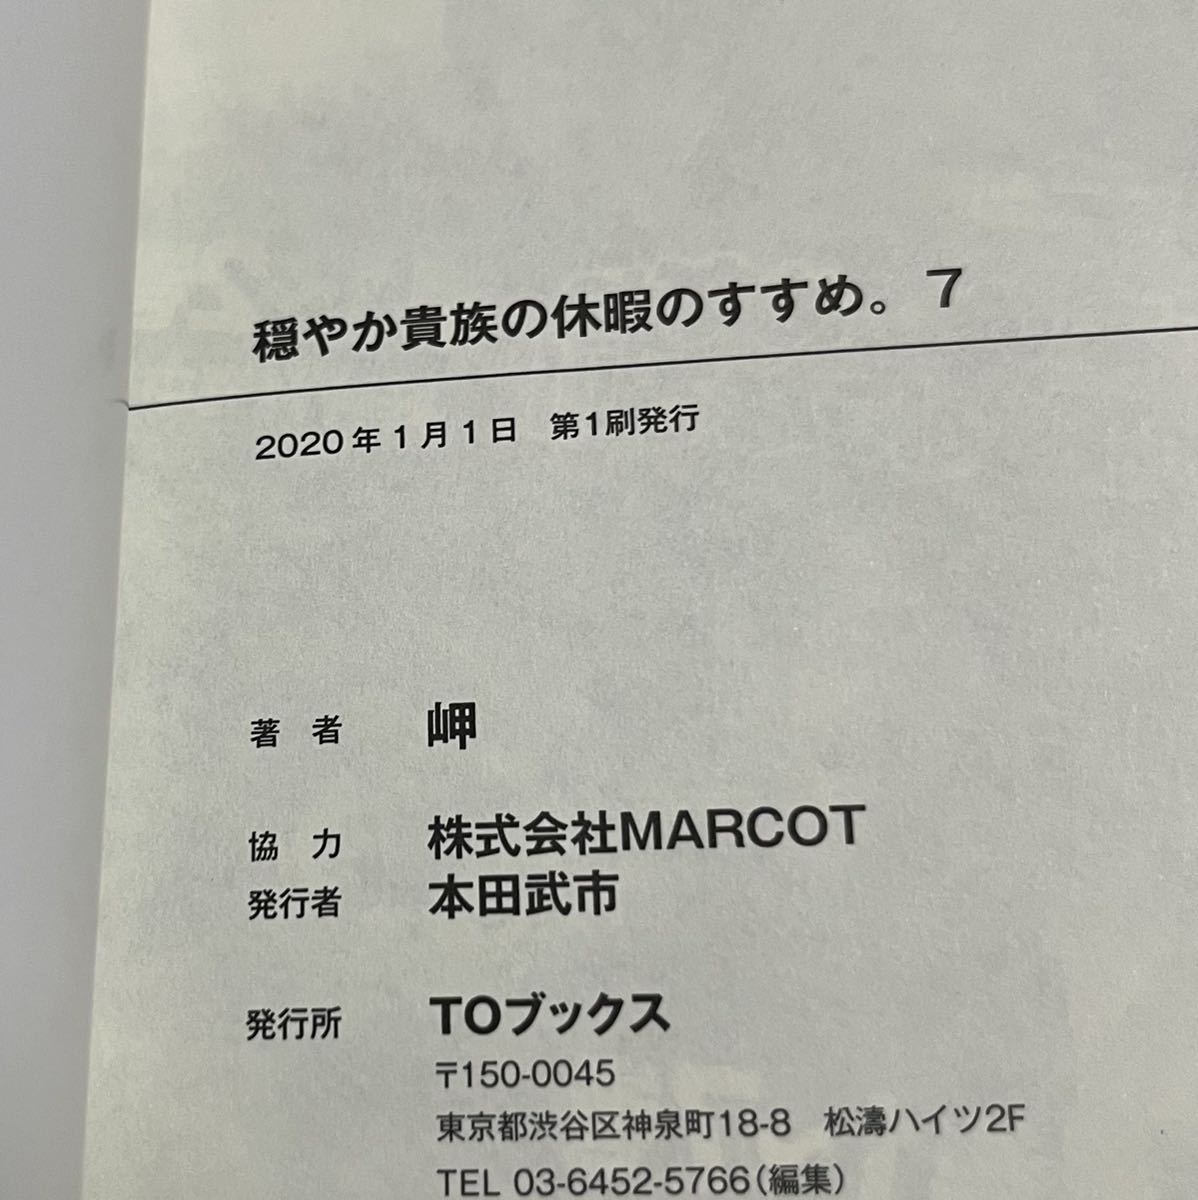 穏やか貴族の休暇のすすめ。7
2020年1月1日　第1刷発行
著　者　岬
協　力　株式会社MARCOT
発行者　本田武市
発行所　TOブックス
〒150-0045
東京都渋谷区神泉町18-8　松濤ハイツ2F
TEL 03-6452-5766（編集）